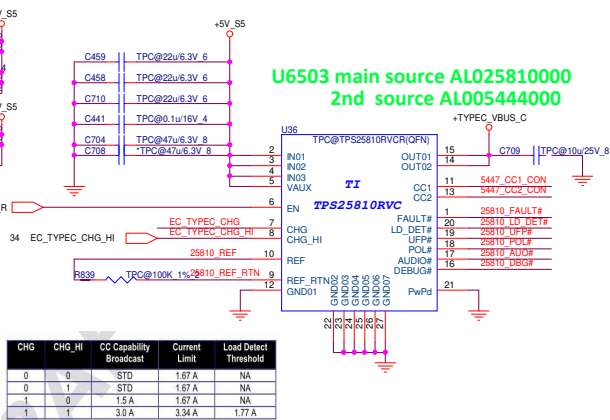 V_S5
+5V_S5
C459 TPC@22u/6.3V_6
C458 TPC@22u/6.3V_6
C710 TPC@22u/6.3V_6
C441 TPC@0.1u/16V_4
C704 TPC@47u/6.3V_8
C708 *TPC@47u/6.3V_8
V_S5
U6503 main source AL025810000
2nd source AL005444000
+TYPEC_VBUS_C
U36
TPC@TPS25810RVCR(QFN)
TI
TPS25810RVC
2 IN01
3 IN02
4 IN03
5 VAUX
6 EN
7 CHG
8 CHG_HI
10 REF
9 REF_RTN
12 GND01
15 OUT01
14 OUT02
C709 TPC@10u/25V_8
11 CC1 5447_CC1_CON
13 CC2 5447_CC2_CON
1 FAULT# 25810_FAULT#
20 LD_DET# 25810_LD_DET#
19 UFP# 25810_UFP#
18 POL# 25810_POL#
17 AUDIO# 25810_AUO#
16 DEBUG# 25810_DBG#
21 PwPd
_R
EC_TYPEC_CHG
34 EC_TYPEC_CHG_HI EC_TYPEC_CHG_HI
25810_REF
R839 TPC@100K_1%_2 25810_REF_RTN
GND02 GND03 GND04 GND05 GND06 GND07
22 23 24 25 26 27
CHG CHG_HI CC Capability Broadcast Current Limit Load Detect Threshold
0 0 STD 1.67 A NA
0 1 STD 1.67 A NA
1 0 1.5 A 1.67 A NA
1 1 3.0 A 3.34 A 1.77 A